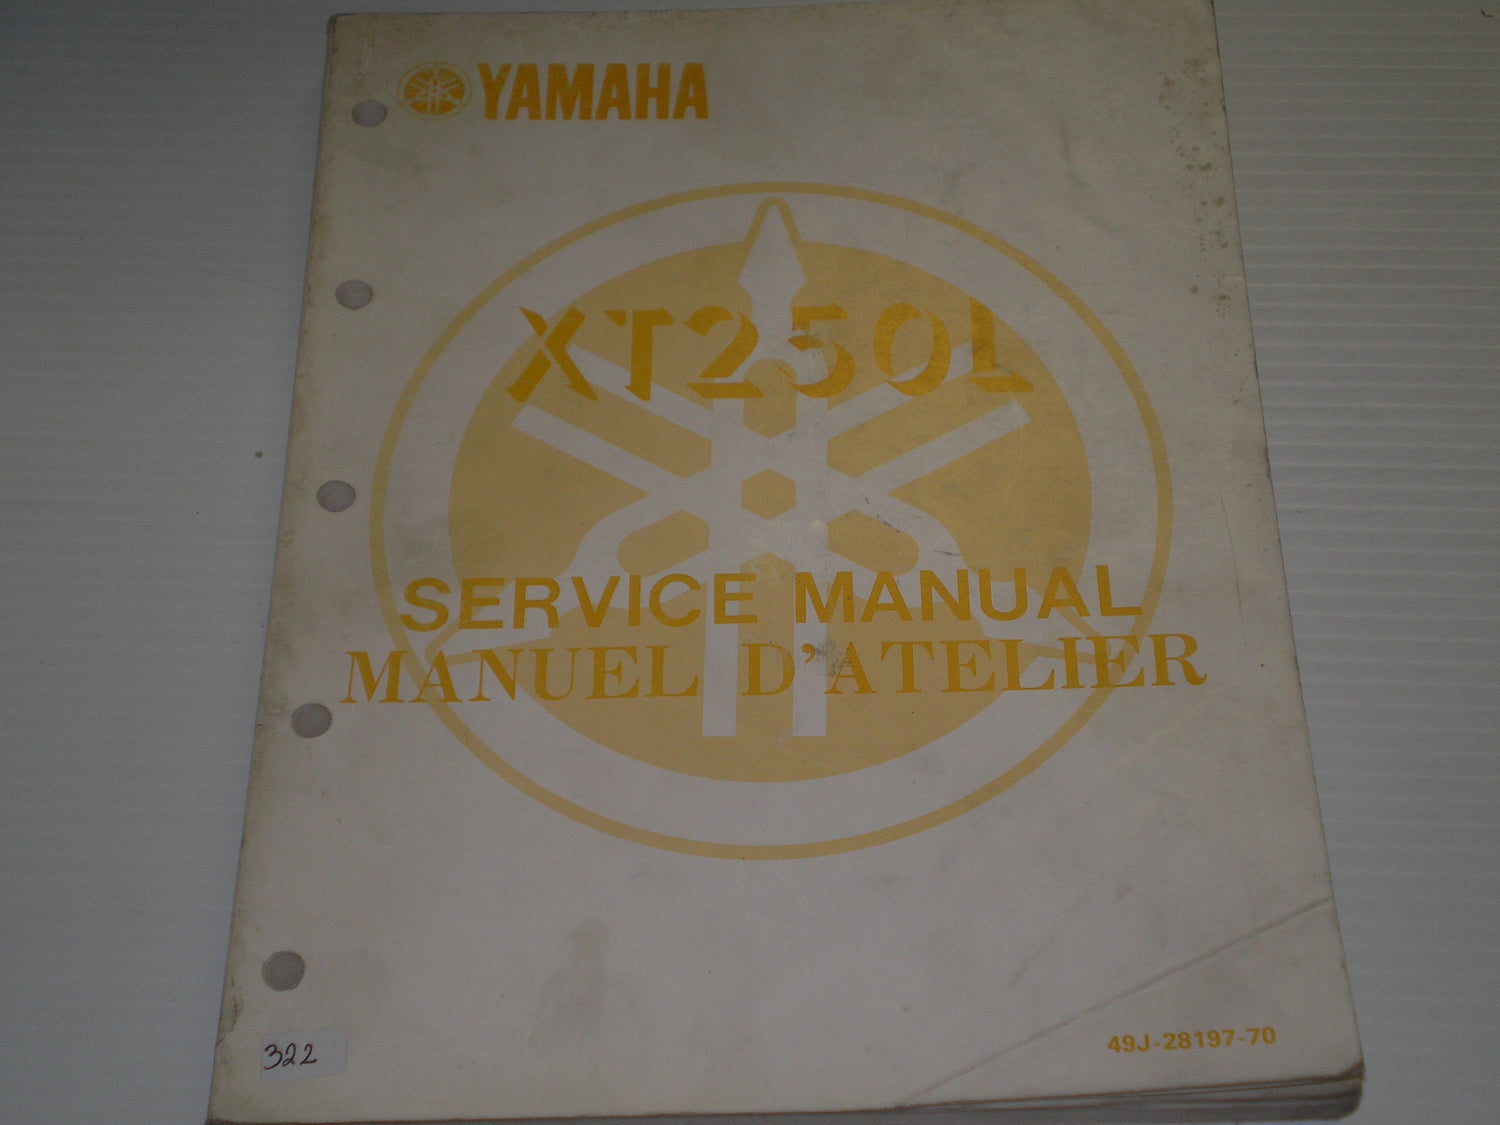 YAMAHA
XT250L
SERVICE MANUAL
MANUEL D'ATELIER
49J-28197-70
322